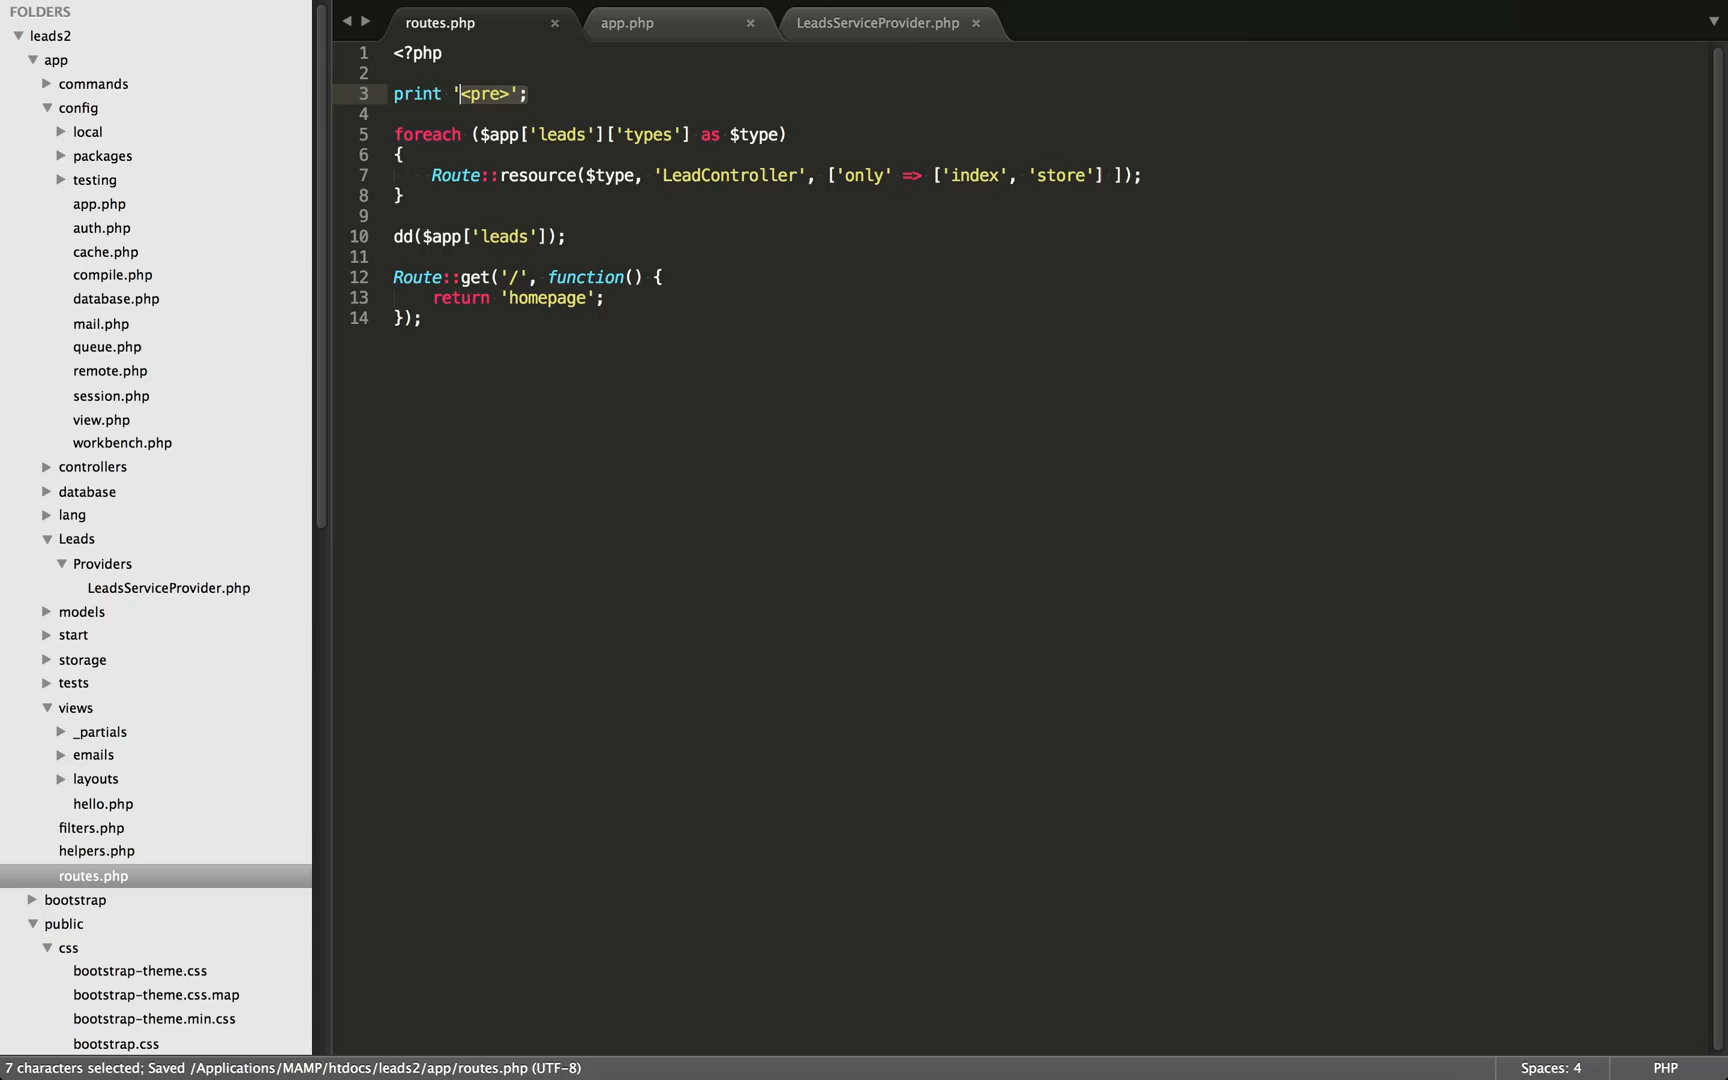 FOLDERS
leads2
app
commands
config
local
packages
testing
app.php
auth.php
cache.php
compile.php
database.php
mail.php
queue.php
remote.php
session.php
view.php
workbench.php
controllers
database
lang
Leads
Providers
LeadsServiceProvider.php
models
start
storage
tests
views
_partials
emails
layouts
hello.php
filters.php
helpers.php
routes.php
bootstrap
public
css
bootstrap-theme.css
bootstrap-theme.css.map
bootstrap-theme.min.css
bootstrap.css
routes.php × app.php × LeadsServiceProvider.php ×
1 <?php
2
3 print '<pre>';
4
5 foreach ($app['leads']['types'] as $type)
6 {
7     Route::resource($type, 'LeadController', ['only' => ['index', 'store'] ]);
8 }
9
10 dd($app['leads']);
11
12 Route::get('/', function() {
13     return 'homepage';
14 });
7 characters selected; Saved /Applications/MAMP/htdocs/leads2/app/routes.php (UTF-8) Spaces: 4 PHP